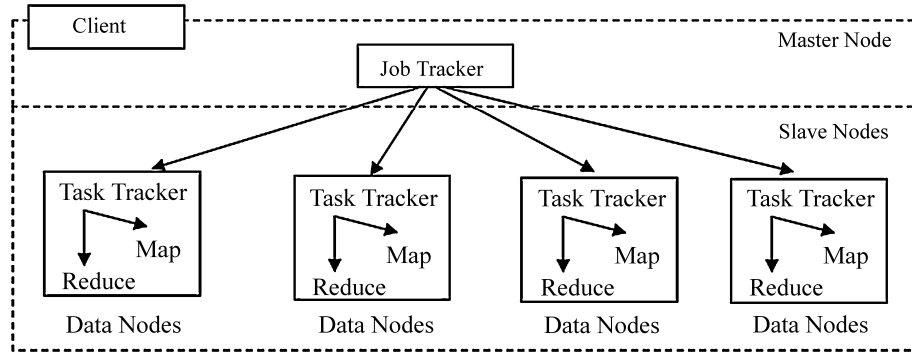 Client
Master Node
Job Tracker
Slave Nodes
Task Tracker
Map
Reduce
Data Nodes
Task Tracker
Map
Reduce
Data Nodes
Task Tracker
Map
Reduce
Data Nodes
Task Tracker
Map
Reduce
Data Nodes